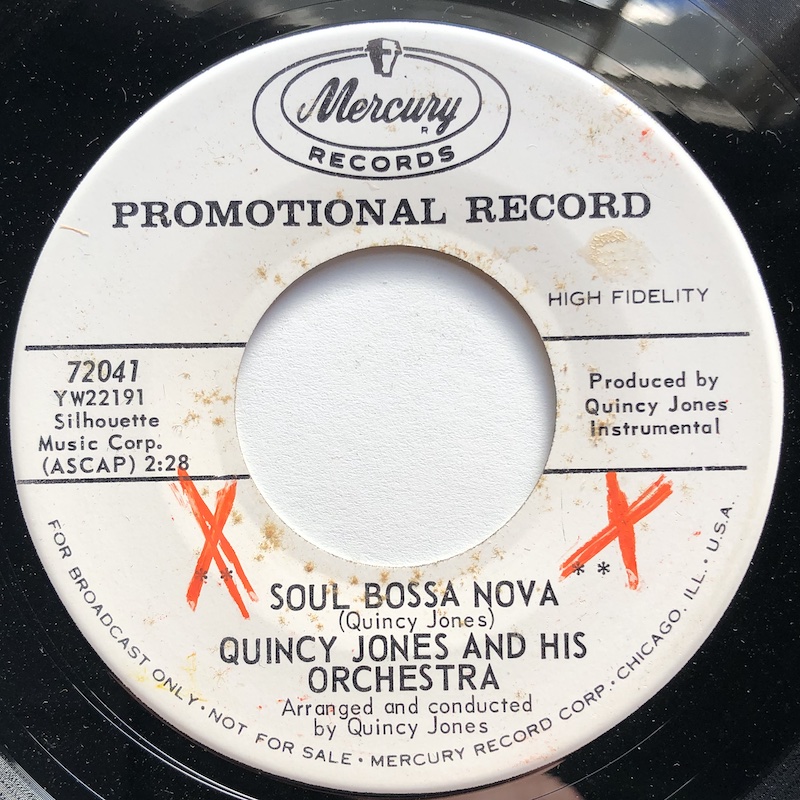 Mercury
R
RECORDS
PROMOTIONAL RECORD
HIGH FIDELITY
72041
YW22191
Silhouette
Music Corp.
(ASCAP) 2:28
Produced by
Quincy Jones
Instrumental
X X
** SOUL BOSSA NOVA **
(Quincy Jones)
QUINCY JONES AND HIS
ORCHESTRA
Arranged and conducted
by Quincy Jones
FOR BROADCAST ONLY • NOT FOR SALE • MERCURY RECORD CORP. • CHICAGO, ILL. • U.S.A.